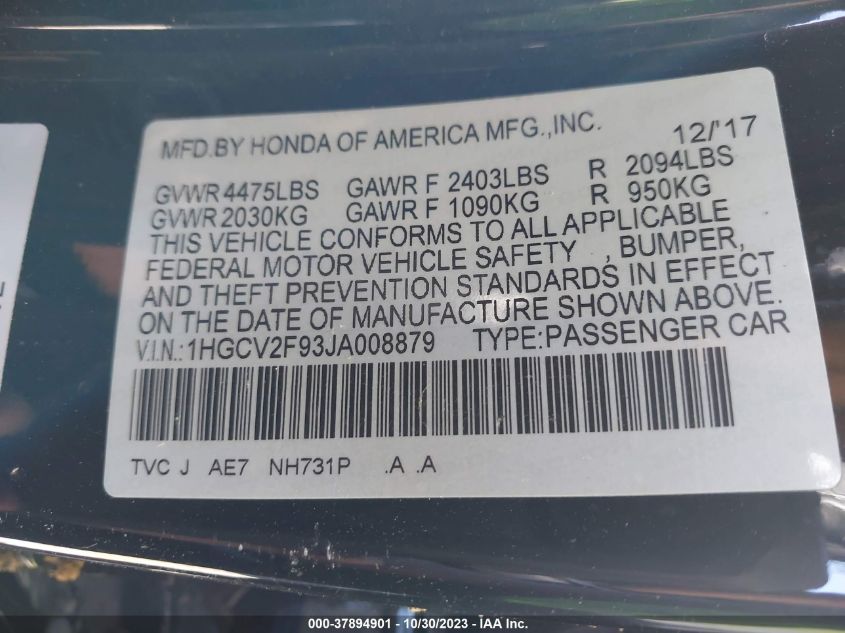 MFD.BY HONDA OF AMERICA MFG.,INC. 12/'17
GVWR 4475LBS GAWR F 2403LBS R 2094LBS
GVWR 2030KG GAWR F 1090KG R 950KG
THIS VEHICLE CONFORMS TO ALL APPLICABLE
FEDERAL MOTOR VEHICLE SAFETY , BUMPER,
AND THEFT PREVENTION STANDARDS IN EFFECT
ON THE DATE OF MANUFACTURE SHOWN ABOVE.
V.I.N.:1HGCV2F93JA008879 TYPE:PASSENGER CAR
TVC J AE7 NH731P .A .A
000-37894901 - 10/30/2023 - IAA Inc.